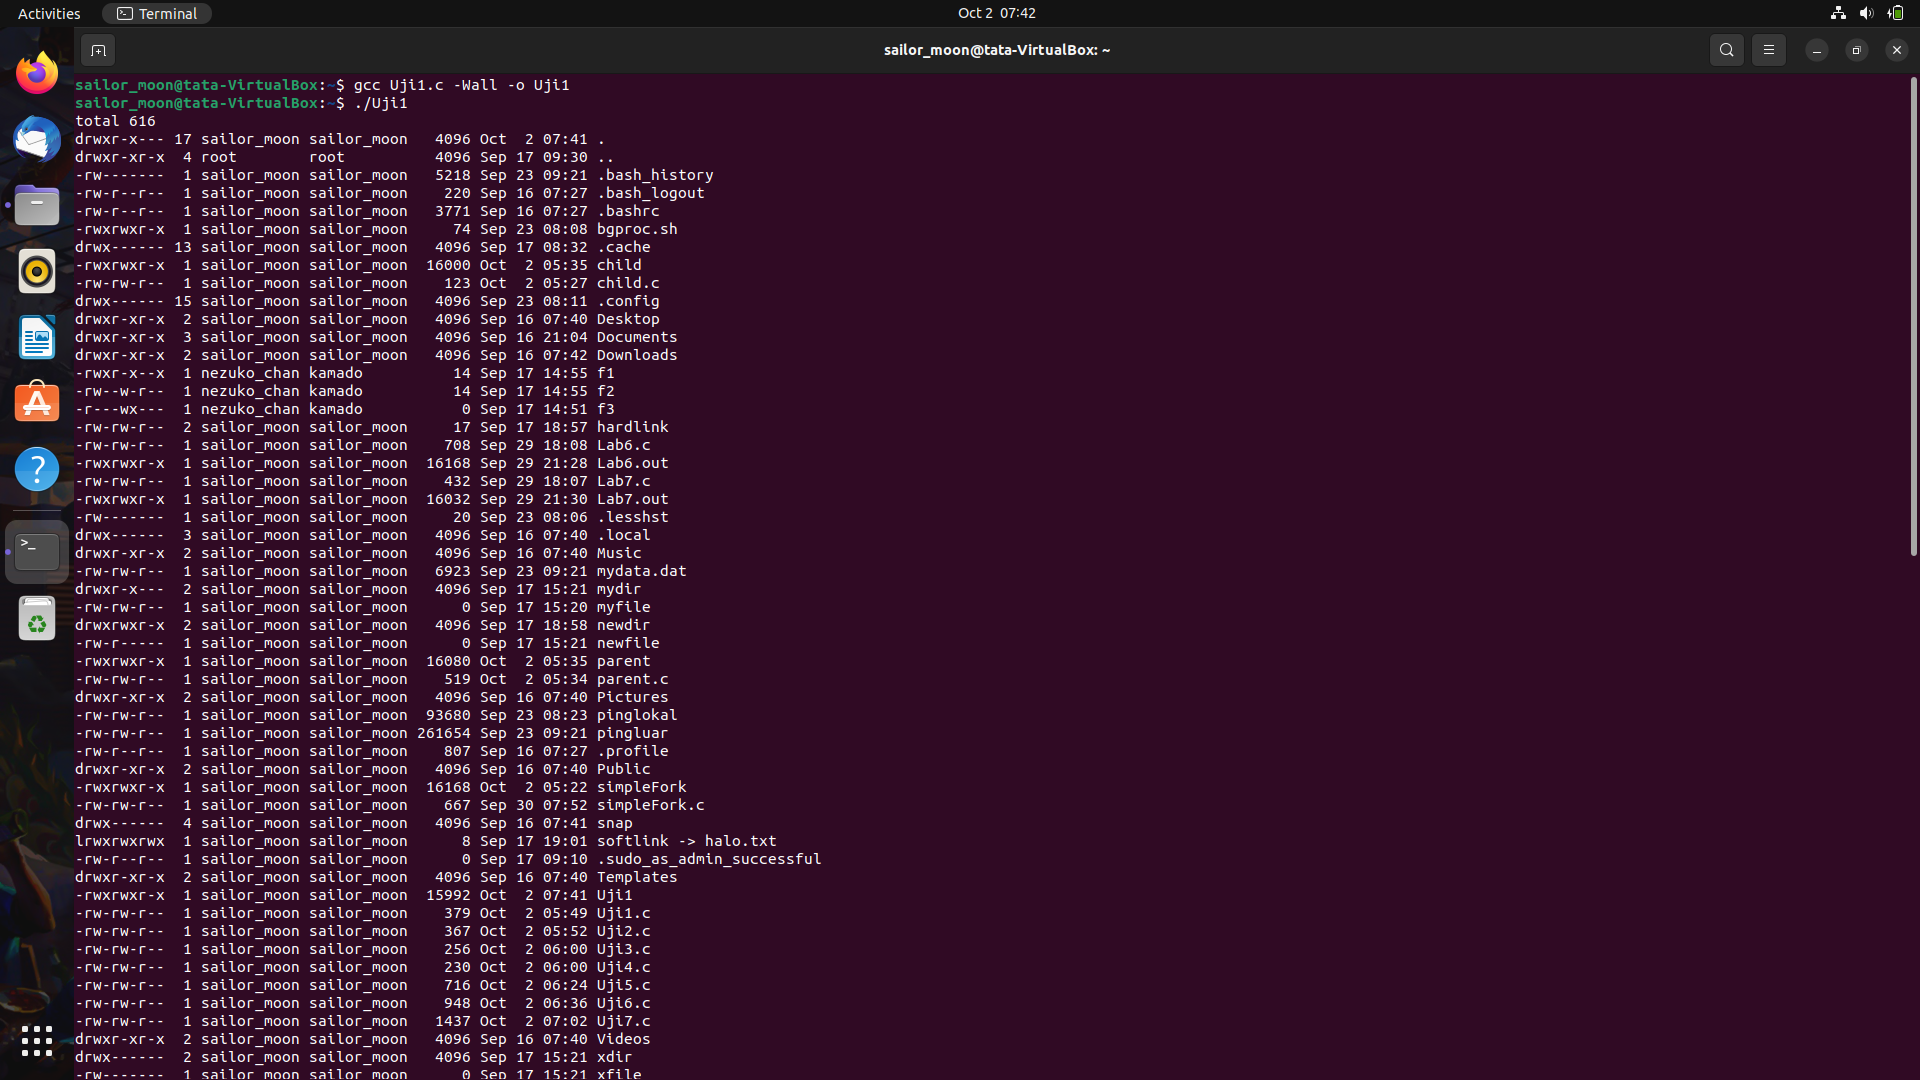 Activities
Terminal
Oct 2 07:42
sailor_moon@tata-VirtualBox: ~
sailor_moon@tata-VirtualBox:~$ gcc Uji1.c -Wall -o Uji1
sailor_moon@tata-VirtualBox:~$ ./Uji1
total 616
drwxr-x--- 17 sailor_moon sailor_moon   4096 Oct  2 07:41 .
drwxr-xr-x  4 root        root          4096 Sep 17 09:30 ..
-rw-------  1 sailor_moon sailor_moon   5218 Sep 23 09:21 .bash_history
-rw-r--r--  1 sailor_moon sailor_moon    220 Sep 16 07:27 .bash_logout
-rw-r--r--  1 sailor_moon sailor_moon   3771 Sep 16 07:27 .bashrc
-rwxrwxr-x  1 sailor_moon sailor_moon     74 Sep 23 08:08 bgproc.sh
drwx------ 13 sailor_moon sailor_moon   4096 Sep 17 08:32 .cache
-rwxrwxr-x  1 sailor_moon sailor_moon  16000 Oct  2 05:35 child
-rw-rw-r--  1 sailor_moon sailor_moon    123 Oct  2 05:27 child.c
drwx------ 15 sailor_moon sailor_moon   4096 Sep 23 08:11 .config
drwxr-xr-x  2 sailor_moon sailor_moon   4096 Sep 16 07:40 Desktop
drwxr-xr-x  3 sailor_moon sailor_moon   4096 Sep 16 21:04 Documents
drwxr-xr-x  2 sailor_moon sailor_moon   4096 Sep 16 07:42 Downloads
-rwxr-x--x  1 nezuko_chan kamado          14 Sep 17 14:55 f1
-rw--w-r--  1 nezuko_chan kamado          14 Sep 17 14:55 f2
-r---wx---  1 nezuko_chan kamado           0 Sep 17 14:51 f3
-rw-rw-r--  2 sailor_moon sailor_moon     17 Sep 17 18:57 hardlink
-rw-rw-r--  1 sailor_moon sailor_moon    708 Sep 29 18:08 Lab6.c
-rwxrwxr-x  1 sailor_moon sailor_moon  16168 Sep 29 21:28 Lab6.out
-rw-rw-r--  1 sailor_moon sailor_moon    432 Sep 29 18:07 Lab7.c
-rwxrwxr-x  1 sailor_moon sailor_moon  16032 Sep 29 21:30 Lab7.out
-rw-------  1 sailor_moon sailor_moon     20 Sep 23 08:06 .lesshst
drwx------  3 sailor_moon sailor_moon   4096 Sep 16 07:40 .local
drwxr-xr-x  2 sailor_moon sailor_moon   4096 Sep 16 07:40 Music
-rw-rw-r--  1 sailor_moon sailor_moon   6923 Sep 23 09:21 mydata.dat
drwxr-x---  2 sailor_moon sailor_moon   4096 Sep 17 15:21 mydir
-rw-rw-r--  1 sailor_moon sailor_moon      0 Sep 17 15:20 myfile
drwxrwxr-x  2 sailor_moon sailor_moon   4096 Sep 17 18:58 newdir
-rw-r-----  1 sailor_moon sailor_moon      0 Sep 17 15:21 newfile
-rwxrwxr-x  1 sailor_moon sailor_moon  16080 Oct  2 05:35 parent
-rw-rw-r--  1 sailor_moon sailor_moon    519 Oct  2 05:34 parent.c
drwxr-xr-x  2 sailor_moon sailor_moon   4096 Sep 16 07:40 Pictures
-rw-rw-r--  1 sailor_moon sailor_moon  93680 Sep 23 08:23 pinglokal
-rw-rw-r--  1 sailor_moon sailor_moon 261654 Sep 23 09:21 pingluar
-rw-r--r--  1 sailor_moon sailor_moon    807 Sep 16 07:27 .profile
drwxr-xr-x  2 sailor_moon sailor_moon   4096 Sep 16 07:40 Public
-rwxrwxr-x  1 sailor_moon sailor_moon  16168 Oct  2 05:22 simpleFork
-rw-rw-r--  1 sailor_moon sailor_moon    667 Sep 30 07:52 simpleFork.c
drwx------  4 sailor_moon sailor_moon   4096 Sep 16 07:41 snap
lrwxrwxrwx  1 sailor_moon sailor_moon      8 Sep 17 19:01 softlink -> halo.txt
-rw-r--r--  1 sailor_moon sailor_moon      0 Sep 17 09:10 .sudo_as_admin_successful
drwxr-xr-x  2 sailor_moon sailor_moon   4096 Sep 16 07:40 Templates
-rwxrwxr-x  1 sailor_moon sailor_moon  15992 Oct  2 07:41 Uji1
-rw-rw-r--  1 sailor_moon sailor_moon    379 Oct  2 05:49 Uji1.c
-rw-rw-r--  1 sailor_moon sailor_moon    367 Oct  2 05:52 Uji2.c
-rw-rw-r--  1 sailor_moon sailor_moon    256 Oct  2 06:00 Uji3.c
-rw-rw-r--  1 sailor_moon sailor_moon    230 Oct  2 06:00 Uji4.c
-rw-rw-r--  1 sailor_moon sailor_moon    716 Oct  2 06:24 Uji5.c
-rw-rw-r--  1 sailor_moon sailor_moon    948 Oct  2 06:36 Uji6.c
-rw-rw-r--  1 sailor_moon sailor_moon   1437 Oct  2 07:02 Uji7.c
drwxr-xr-x  2 sailor_moon sailor_moon   4096 Sep 16 07:40 Videos
drwx------  2 sailor_moon sailor_moon   4096 Sep 17 15:21 xdir
-rw-------  1 sailor_moon sailor_moon      0 Sep 17 15:21 xfile